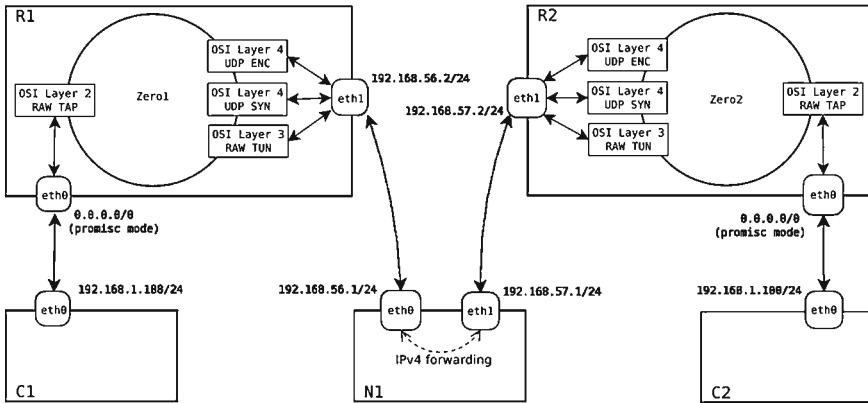 R1
R2
OSI Layer 4
UDP ENC
OSI Layer 4
UDP SYN
OSI Layer 3
RAW TUN
OSI Layer 2
RAW TAP
Zero1
eth1
192.168.56.2/24
192.168.57.2/24
eth1
OSI Layer 4
UDP ENC
OSI Layer 4
UDP SYN
OSI Layer 3
RAW TUN
Zero2
OSI Layer 2
RAW TAP
eth0
0.0.0.0/0
(promisc mode)
eth0
0.0.0.0/0
(promisc mode)
192.168.1.100/24
eth0
192.168.56.1/24
eth0
eth1
192.168.57.1/24
192.168.1.100/24
eth0
IPv4 forwarding
C1
N1
C2